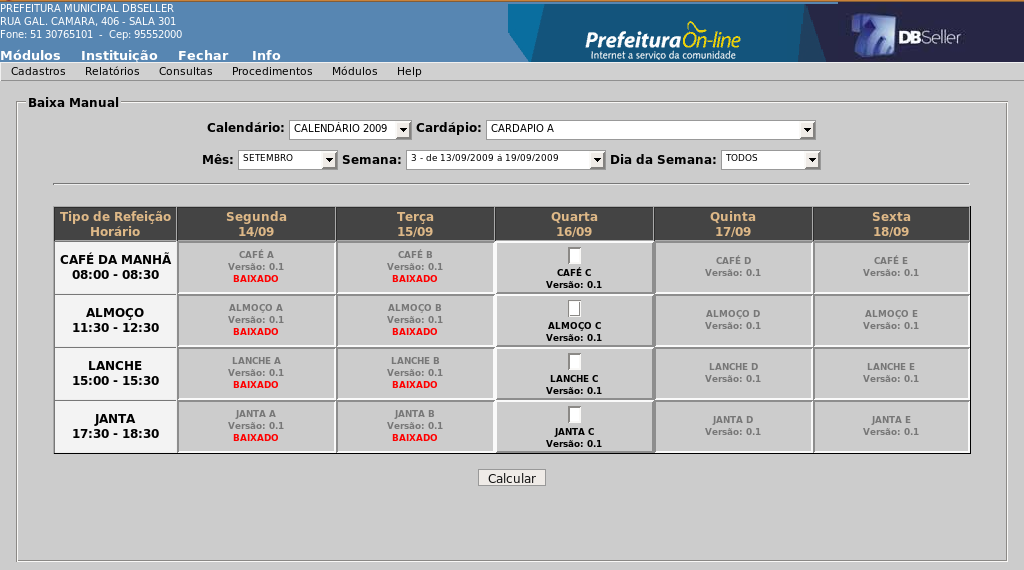 PREFEITURA MUNICIPAL DBSELLER
RUA GAL. CAMARA, 406 - SALA 301
Fone: 51 30765101 - Cep: 95552000
Prefeitura On-line
Internet a serviço da comunidade
DBSeller
Módulos Instituição Fechar Info
Cadastros Relatórios Consultas Procedimentos Módulos Help
Baixa Manual
Calendário: CALENDÁRIO 2009 Cardápio: CARDAPIO A
Mês: SETEMBRO Semana: 3 - de 13/09/2009 à 19/09/2009 Dia da Semana: TODOS
Tipo de Refeição Segunda Terça Quarta Quinta Sexta
Horário 14/09 15/09 16/09 17/09 18/09
CAFÉ DA MANHÃ
08:00 - 08:30
CAFÉ A
Versão: 0.1
BAIXADO
CAFÉ B
Versão: 0.1
BAIXADO
CAFÉ C
Versão: 0.1
CAFÉ D
Versão: 0.1
CAFÉ E
Versão: 0.1
ALMOÇO
11:30 - 12:30
ALMOÇO A
Versão: 0.1
BAIXADO
ALMOÇO B
Versão: 0.1
BAIXADO
ALMOÇO C
Versão: 0.1
ALMOÇO D
Versão: 0.1
ALMOÇO E
Versão: 0.1
LANCHE
15:00 - 15:30
LANCHE A
Versão: 0.1
BAIXADO
LANCHE B
Versão: 0.1
BAIXADO
LANCHE C
Versão: 0.1
LANCHE D
Versão: 0.1
LANCHE E
Versão: 0.1
JANTA
17:30 - 18:30
JANTA A
Versão: 0.1
BAIXADO
JANTA B
Versão: 0.1
BAIXADO
JANTA C
Versão: 0.1
JANTA D
Versão: 0.1
JANTA E
Versão: 0.1
Calcular